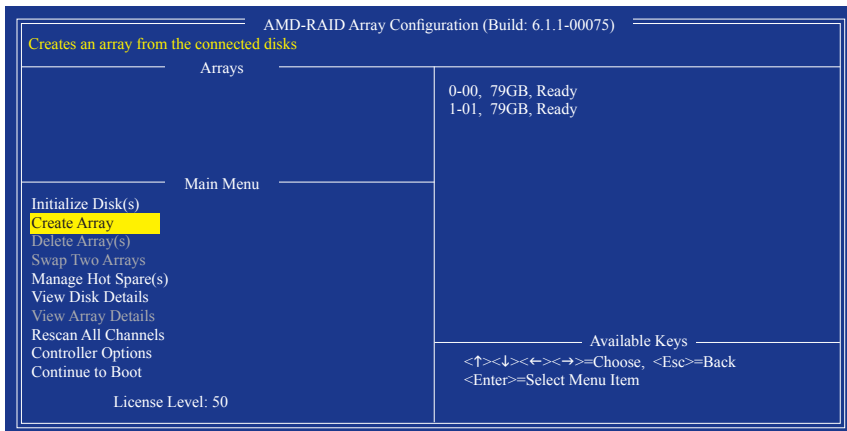 AMD-RAID Array Configuration (Build: 6.1.1-00075)
Creates an array from the connected disks
Arrays
0-00, 79GB, Ready
1-01, 79GB, Ready
Main Menu
Initialize Disk(s)
Create Array
Delete Array(s)
Swap Two Arrays
Manage Hot Spare(s)
View Disk Details
View Array Details
Rescan All Channels
Controller Options
Continue to Boot
License Level: 50
Available Keys
<↑><↓><←><→>=Choose, <Esc>=Back
<Enter>=Select Menu Item